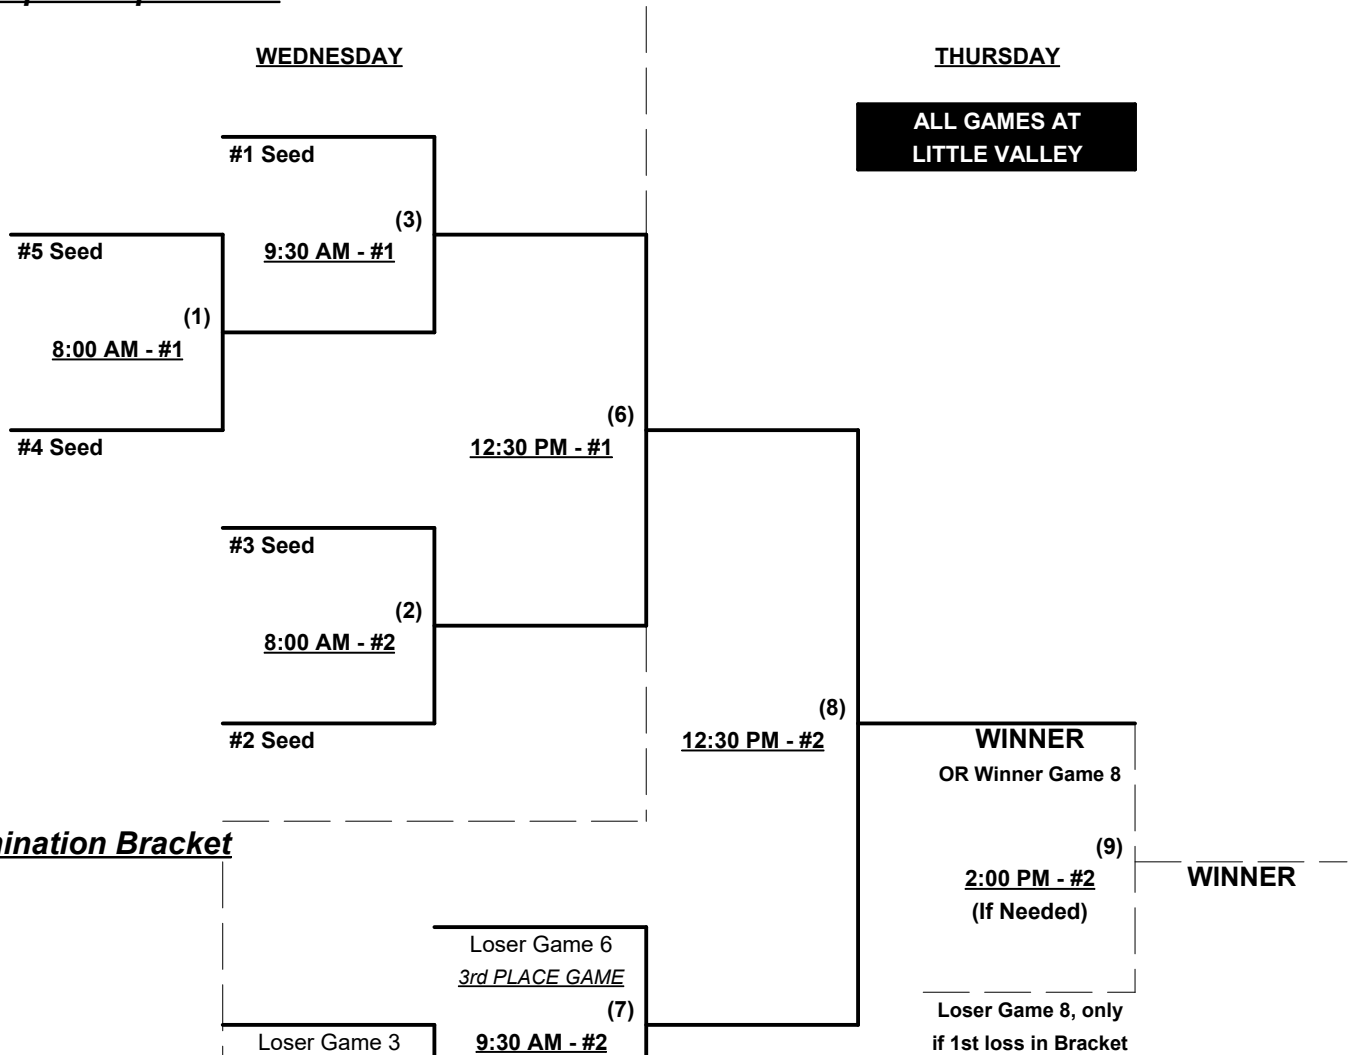 WEDNESDAY
THURSDAY
ALL GAMES AT
LITTLE VALLEY
#1 Seed
(3)
#5 Seed
9:30 AM - #1
(1)
8:00 AM - #1
(6)
#4 Seed
12:30 PM - #1
#3 Seed
(2)
8:00 AM - #2
(8)
#2 Seed
12:30 PM - #2
WINNER
OR Winner Game 8
ination Bracket
(9)
2:00 PM - #2
WINNER
(If Needed)
Loser Game 6
3rd PLACE GAME
(7)
Loser Game 8, only
Loser Game 3
9:30 AM - #2
if 1st loss in Bracket